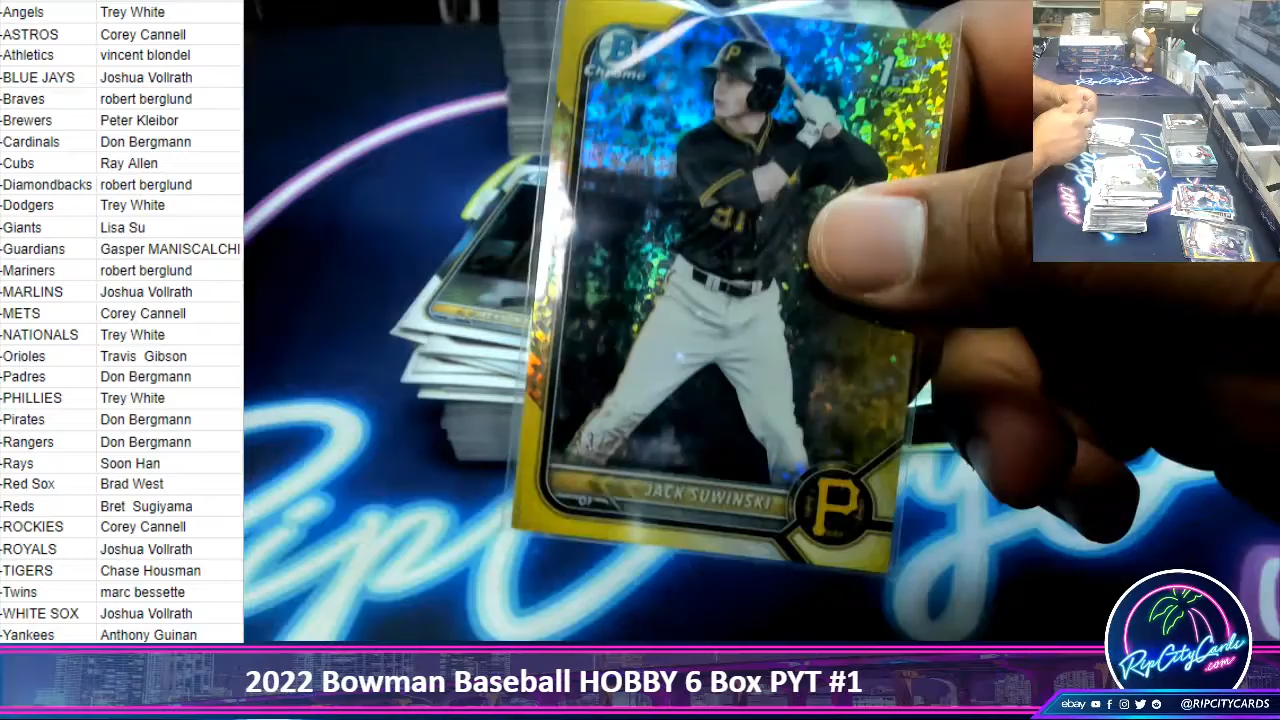 -Angels Trey White
-ASTROS Corey Cannell
-Athletics vincent blondel
-BLUE JAYS Joshua Vollrath
-Braves robert berglund
-Brewers Peter Kleibor
-Cardinals Don Bergmann
-Cubs Ray Allen
-Diamondbacks robert berglund
-Dodgers Trey White
-Giants Lisa Su
-Guardians Gasper MANISCALCHI
-Mariners robert berglund
-MARLINS Joshua Vollrath
-METS Corey Cannell
-NATIONALS Trey White
-Orioles Travis Gibson
-Padres Don Bergmann
-PHILLIES Trey White
-Pirates Don Bergmann
-Rangers Don Bergmann
-Rays Soon Han
-Red Sox Brad West
-Reds Bret Sugiyama
-ROCKIES Corey Cannell
-ROYALS Joshua Vollrath
-TIGERS Chase Housman
-Twins marc bessette
-WHITE SOX Joshua Vollrath
-Yankees Anthony Guinan
B
Chrome
1ST
P
JACK SUWINSKI
P
RipCityCards
.com
2022 Bowman Baseball HOBBY 6 Box PYT #1
ebay @RIPCITYCARDS